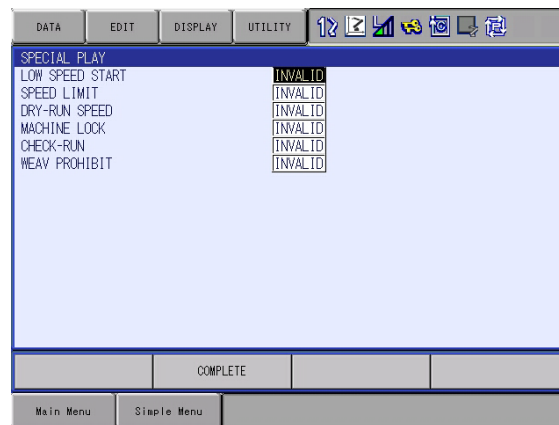 DATA EDIT DISPLAY UTILITY
SPECIAL PLAY
LOW SPEED START INVALID
SPEED LIMIT INVALID
DRY-RUN SPEED INVALID
MACHINE LOCK INVALID
CHECK-RUN INVALID
WEAV PROHIBIT INVALID
COMPLETE
Main Menu Simple Menu